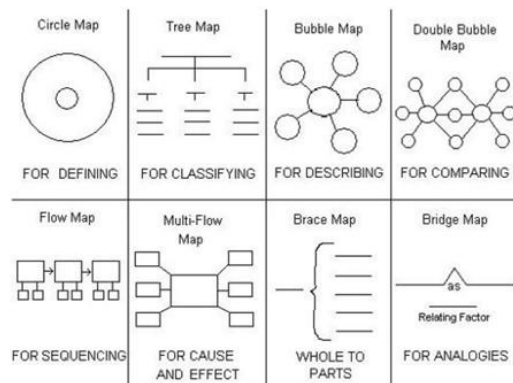 Circle Map
FOR DEFINING
Tree Map
FOR CLASSIFYING
Bubble Map
FOR DESCRIBING
Double Bubble
Map
FOR COMPARING
Flow Map
FOR SEQUENCING
Multi-Flow
Map
FOR CAUSE
AND EFFECT
Brace Map
WHOLE TO
PARTS
Bridge Map
as
Relating Factor
FOR ANALOGIES